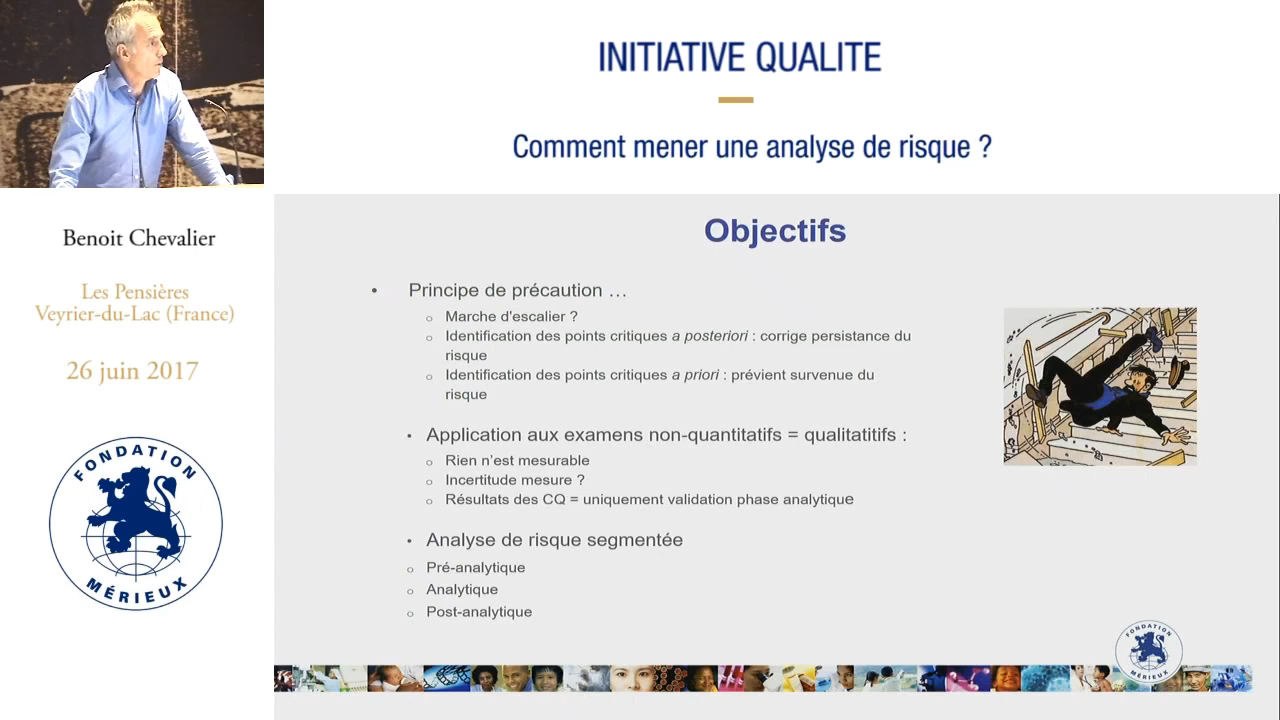 INITIATIVE QUALITE
Comment mener une analyse de risque ?
Benoit Chevalier
Les Pensières
Veyrier-du-Lac (France)
26 juin 2017
FONDATION
MÉRIEUX
Objectifs
• Principe de précaution …
o Marche d'escalier ?
o Identification des points critiques a posteriori : corrige persistance du
risque
o Identification des points critiques a priori : prévient survenue du
risque
• Application aux examens non-quantitatifs = qualitatitifs :
o Rien n'est mesurable
o Incertitude mesure ?
o Résultats des CQ = uniquement validation phase analytique
• Analyse de risque segmentée
o Pré-analytique
o Analytique
o Post-analytique
FONDATION
MÉRIEUX